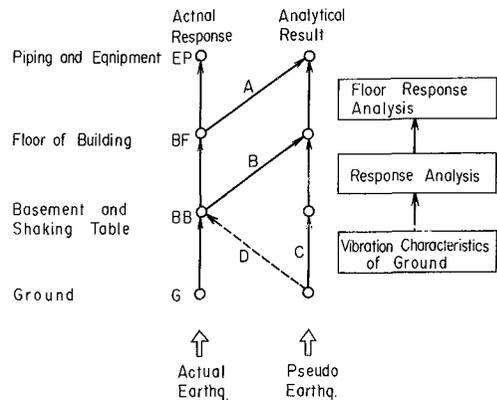 Actnal
Response
Analytical
Result
Piping and Eqnipment EP
A
Floor Response
Analysis
Floor of Building BF
B
Response Analysis
Basement and
Shaking Table
BB
D
C
Vibration Characteristics
of Ground
Ground G
Actual
Earthq.
Pseudo
Earthq.